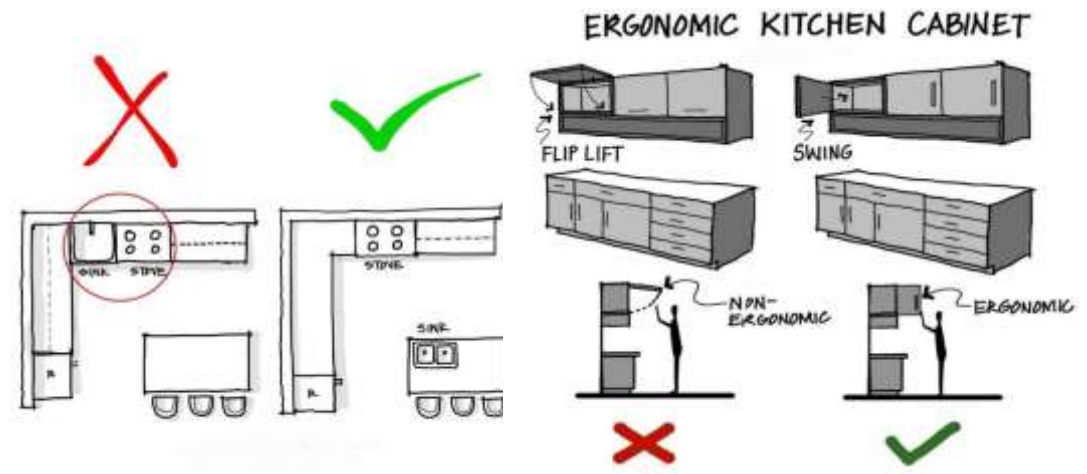 ERGONOMIC KITCHEN CABINET
FLIP LIFT
SWING
SINK STOVE
STOVE
SINK
R
R
NON-
ERGONOMIC
ERGONOMIC